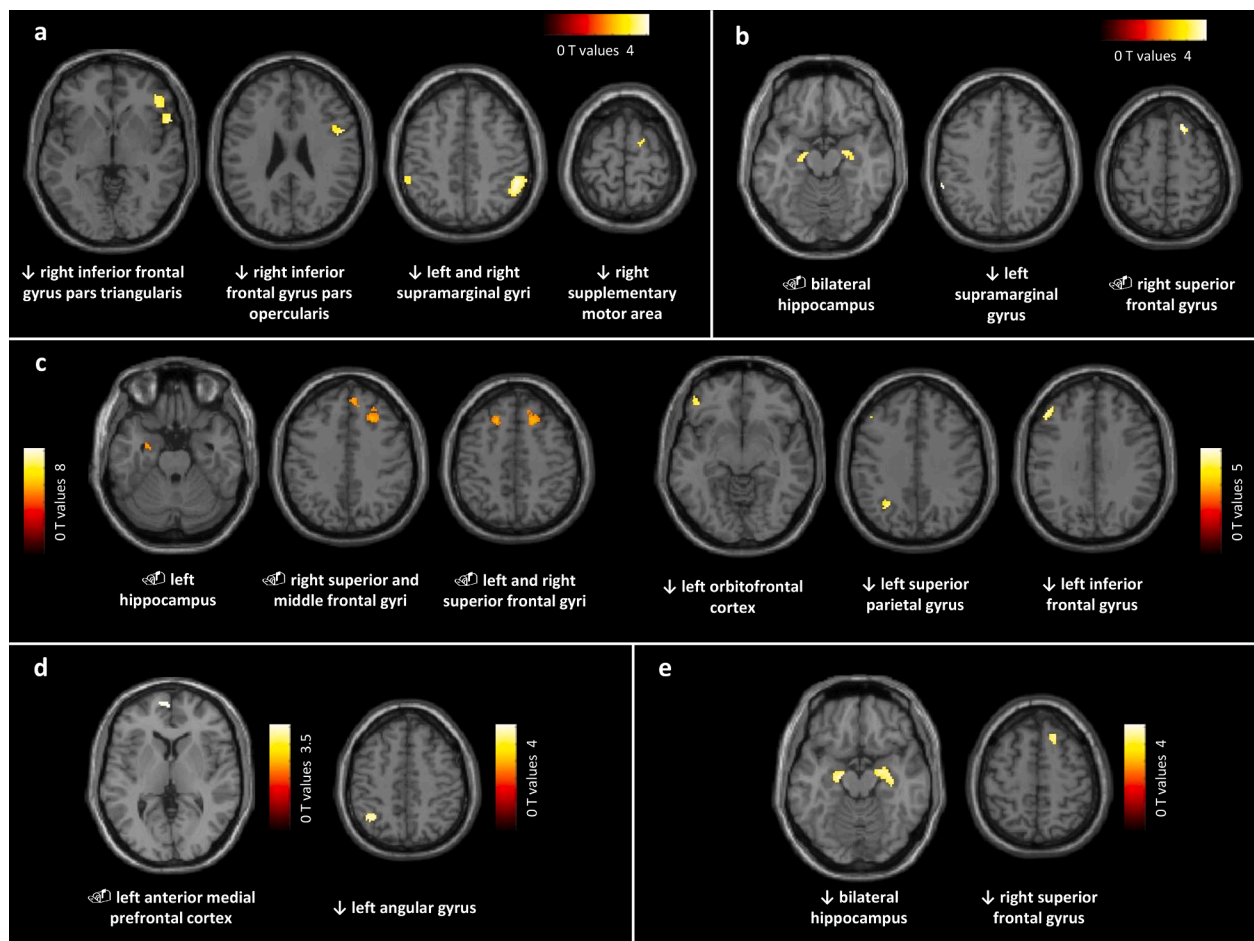 a
0 T values 4
↓ right inferior frontal
gyrus pars triangularis
↓ right inferior
frontal gyrus pars
opercularis
↓ left and right
supramarginal gyri
↓ right
supplementary
motor area
b
0 T values 4
bilateral
hippocampus
↓ left
supramarginal
gyrus
right superior
frontal gyrus
c
0 T values 8
left
hippocampus
right superior and
middle frontal gyri
left and right
superior frontal gyri
↓ left orbitofrontal
cortex
↓ left superior
parietal gyrus
↓ left inferior
frontal gyrus
0 T values 5
d
left anterior medial
prefrontal cortex
0 T values 3.5
↓ left angular gyrus
0 T values 4
e
↓ bilateral
hippocampus
↓ right superior
frontal gyrus
0 T values 4